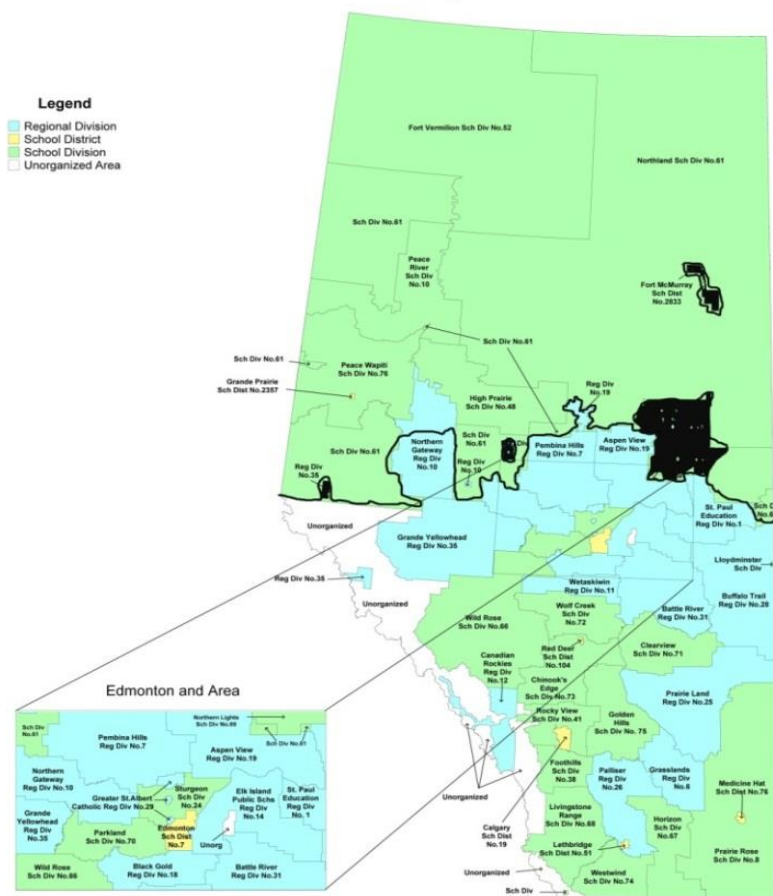 Legend
Regional Division
School District
School Division
Unorganized Area
Fort Vermilion Sch Div No.52
Northland Sch Div No.61
Sch Div No.61
Peace
River
Sch Div
No.10
Fort McMurray
Sch Dist
No.2833
Sch Div No.61
Sch Div No.61
Peace Wapiti
Sch Div No.76
Grande Prairie
Sch Dist No.2357
High Prairie
Sch Div No.48
Reg Div
No.19
Sch Div No.61
Northern
Gateway
Reg Div
No.10
Sch Div
No.61
Div
Reg Div
No.10
Pembina Hills
Reg Div No.7
Aspen View
Reg Div No.19
Reg Div
No.35
Unorganized
St. Paul
Education
Reg Div No.1
Sch D
Grande Yellowhead
Reg Div No.35
Lloydminster
Sch Div
Reg Div No.35
Unorganized
Wetaskiwin
Reg Div No.11
Buffalo Trail
Reg Div No.28
Wolf Creek
Sch Div
No.72
Battle River
Reg Div No.31
Wild Rose
Sch Div No.66
Red Deer
Sch Dist
No.104
Clearview
Sch Div No.71
Canadian
Rockies
Reg Div
No.12
Chinook's
Edge
Sch Div No.73
Prairie Land
Reg Div No.25
Rocky View
Sch Div No.41
Golden
Hills
Sch Div No. 75
Foothills
Sch Div
No.38
Palliser
Reg Div No.
26
Grasslands
Reg Div
No.6
Medicine Hat
Sch Dist No.76
Unorganized
Livingstone
Range
Sch Div No.68
Calgary
Sch Dist
No.19
Horizon
Sch Div
No.67
Lethbridge
Sch Dist No.51
Prairie Rose
Sch Div No.8
Unorganized
Westwind
Sch Div No.74
Sch Div
Edmonton and Area
Sch Div
No.61
Northern Lights
Sch Div No.69
Pembina Hills
Reg Div No.7
Sch Div No.61
Aspen View
Reg Div No.19
Northern
Gateway
Reg Div No.10
Sturgeon
Sch Div
No.24
Greater St.Albert
Catholic Reg Div No.29
Elk Island
Public Schs
Reg Div
No.14
St. Paul
Education
Reg Div
No. 1
Grande
Yellowhead
Reg Div
No.35
Parkland
Sch Div No.70
Edmonton
Sch Dist
No.7
Unorg
Wild Rose
Sch Div No.66
Black Gold
Reg Div No.18
Battle River
Reg Div No.31